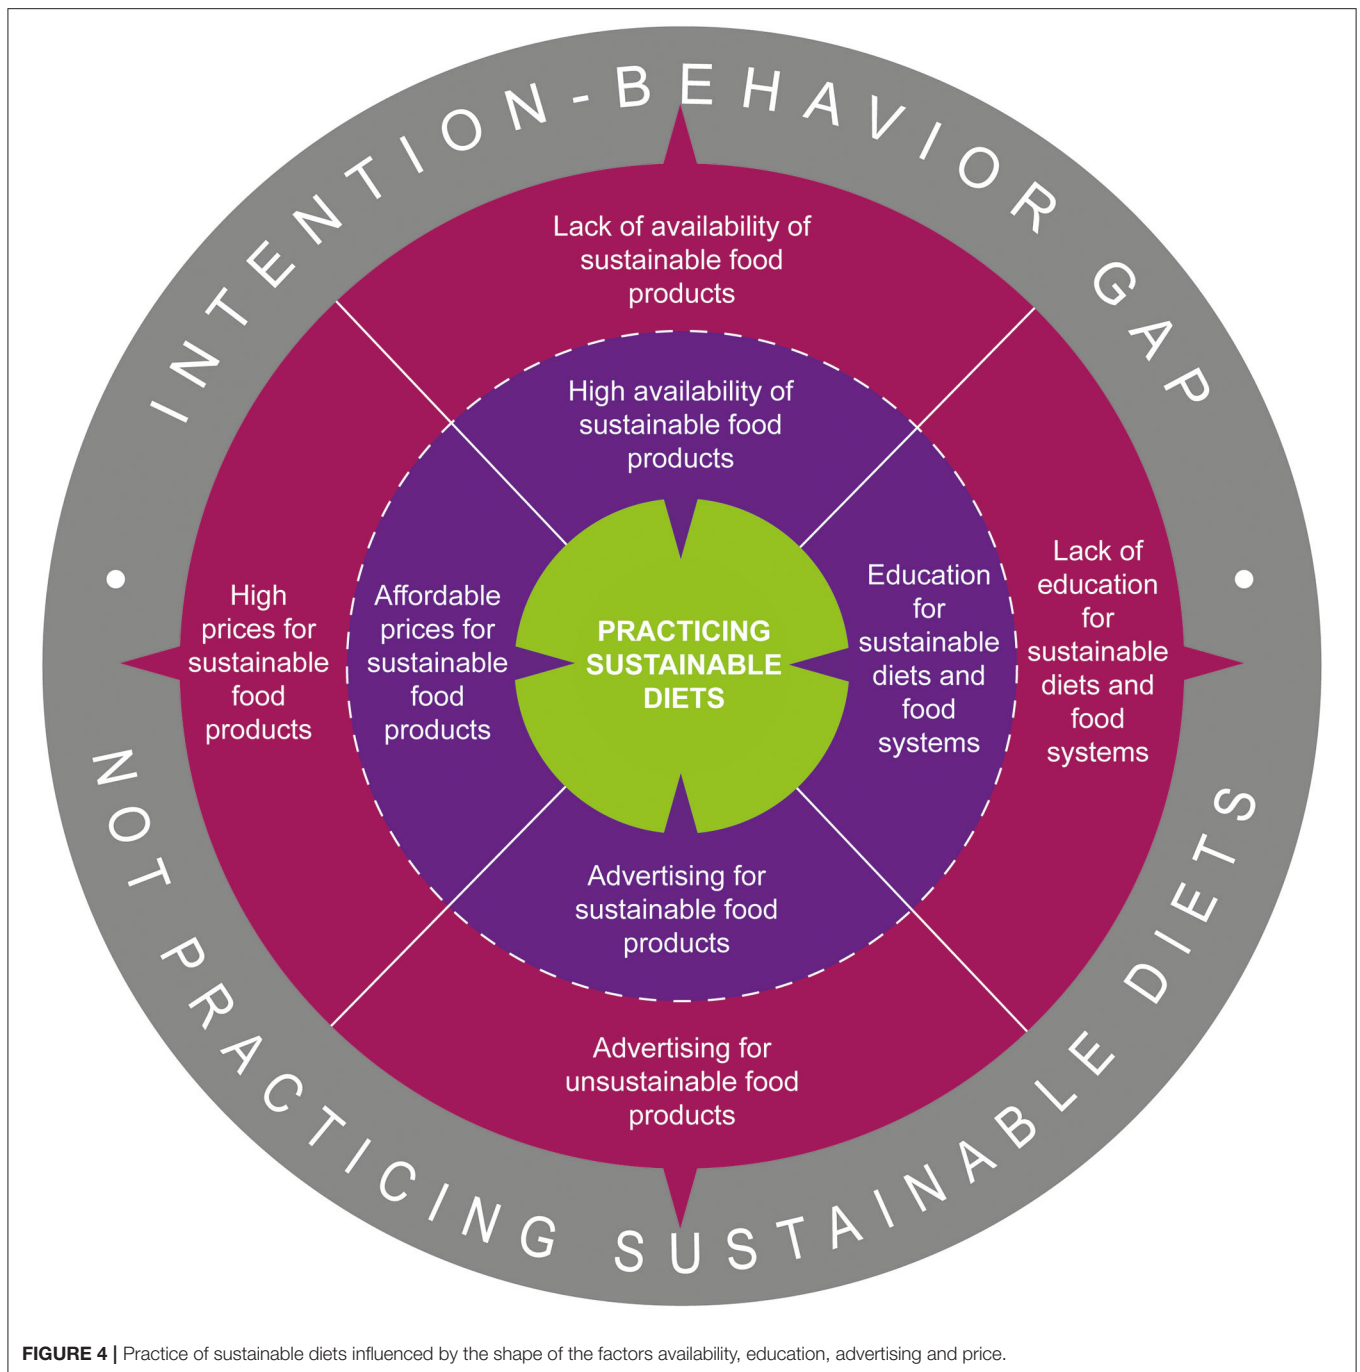 INTENTION-BEHAVIOR GAP
Lack of availability of
sustainable food
products
High availability of
sustainable food
products
High
prices for
sustainable
food
products
Affordable
prices for
sustainable
food
products
PRACTICING
SUSTAINABLE
DIETS
Education
for
sustainable
diets and
food
systems
Lack of
education
for
sustainable
diets and
food
systems
Advertising for
sustainable food
products
Advertising for
unsustainable food
products
NOT PRACTICING SUSTAINABLE DIETS
FIGURE 4 | Practice of sustainable diets influenced by the shape of the factors availability, education, advertising and price.